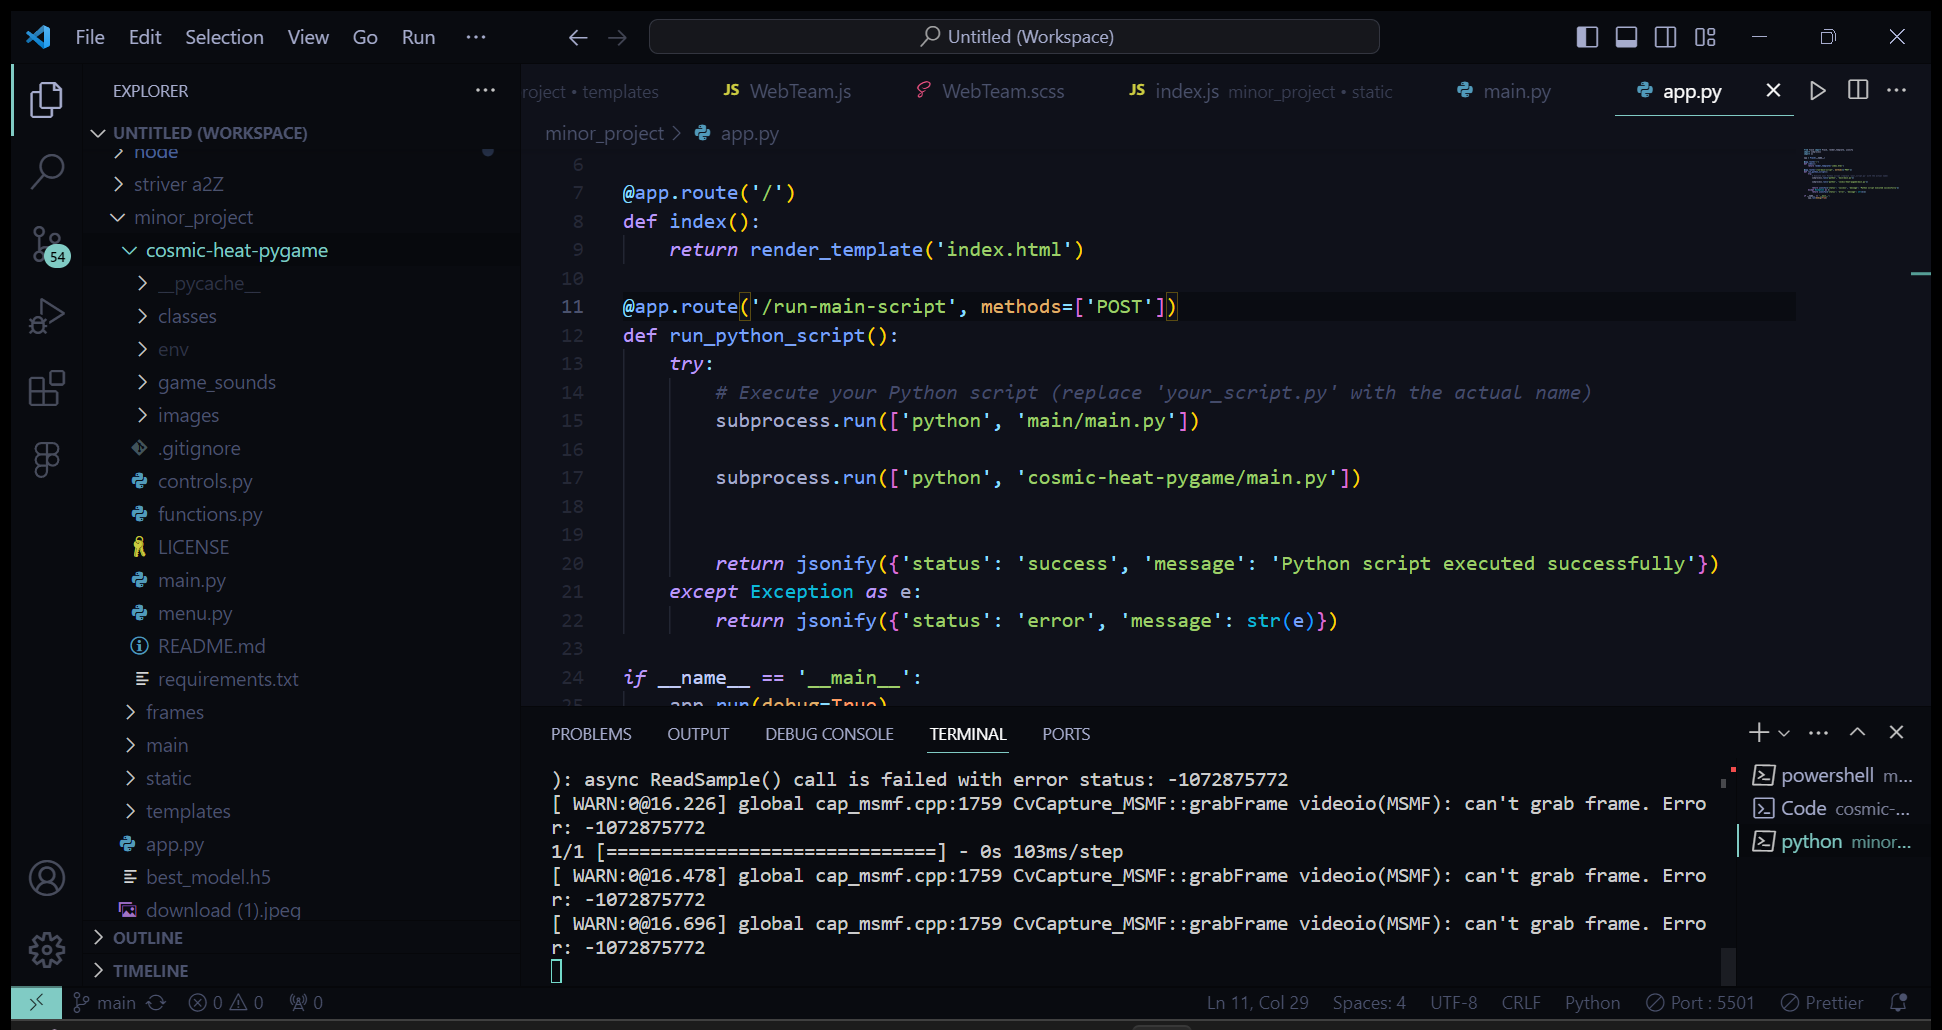 File Edit Selection View Go Run ···
Untitled (Workspace)
EXPLORER
UNTITLED (WORKSPACE)
node
striver a2Z
minor_project
cosmic-heat-pygame
__pycache__
classes
env
game_sounds
images
.gitignore
controls.py
functions.py
LICENSE
main.py
menu.py
README.md
requirements.txt
frames
main
static
templates
app.py
best_model.h5
download (1).jpeg
OUTLINE
TIMELINE
54
roject • templates
JS WebTeam.js
WebTeam.scss
JS index.js minor_project • static
main.py
app.py
minor_project > app.py
6
7 @app.route('/')
8 def index():
9 return render_template('index.html')
10
11 @app.route('/run-main-script', methods=['POST'])
12 def run_python_script():
13 try:
14 # Execute your Python script (replace 'your_script.py' with the actual name)
15 subprocess.run(['python', 'main/main.py'])
16
17 subprocess.run(['python', 'cosmic-heat-pygame/main.py'])
18
19
20 return jsonify({'status': 'success', 'message': 'Python script executed successfully'})
21 except Exception as e:
22 return jsonify({'status': 'error', 'message': str(e)})
23
24 if __name__ == '__main__':
25 app.run(debug=True)
PROBLEMS OUTPUT DEBUG CONSOLE TERMINAL PORTS
): async ReadSample() call is failed with error status: -1072875772
[ WARN:0@16.226] global cap_msmf.cpp:1759 CvCapture_MSMF::grabFrame videoio(MSMF): can't grab frame. Erro
r: -1072875772
1/1 [==============================] - 0s 103ms/step
[ WARN:0@16.478] global cap_msmf.cpp:1759 CvCapture_MSMF::grabFrame videoio(MSMF): can't grab frame. Erro
r: -1072875772
[ WARN:0@16.696] global cap_msmf.cpp:1759 CvCapture_MSMF::grabFrame videoio(MSMF): can't grab frame. Erro
r: -1072875772
powershell m...
Code cosmic-...
python minor...
main 0 0 0
Ln 11, Col 29 Spaces: 4 UTF-8 CRLF Python Port : 5501 Prettier